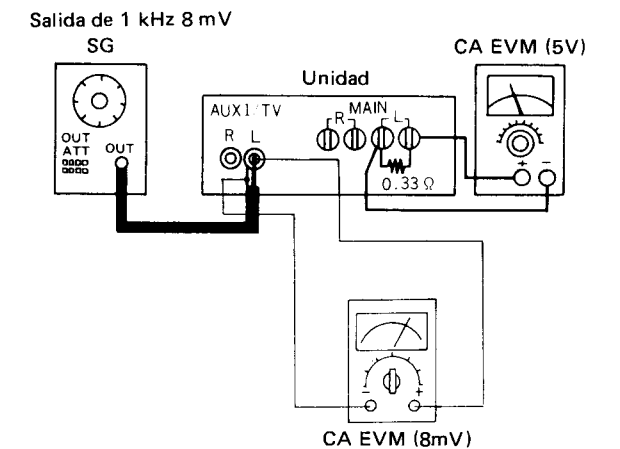 Salida de 1 kHz 8 mV
SG
CA EVM (5V)
Unidad
AUX1/TV
MAIN
R L
R L
OUT
ATT
OUT
0.33 Ω
+ −
− +
CA EVM (8mV)